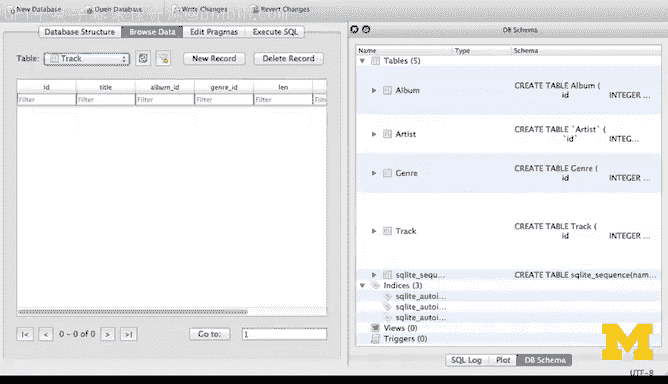 New Database Open Database Write Changes Revert Changes
Database Structure Browse Data Edit Pragmas Execute SQL
Table: Track New Record Delete Record
id title album_id genre_id len
Filter Filter Filter Filter Filter
|< < 0 - 0 of 0 > >| Go to: 1
DB Schema
Name Type Schema
Tables (5)
Album CREATE TABLE Album (
id INTEGER ...
Artist CREATE TABLE `Artist` (
`id` INTEG...
Genre CREATE TABLE Genre (
id INTEGER ...
Track CREATE TABLE Track (
id INTEGER ...
sqlite_sequ... CREATE TABLE sqlite_sequence(nam...
Indices (3)
sqlite_autoi...
sqlite_autoi...
sqlite_autoi...
Views (0)
Triggers (0)
M
SQL Log Plot DB Schema
UTF-8